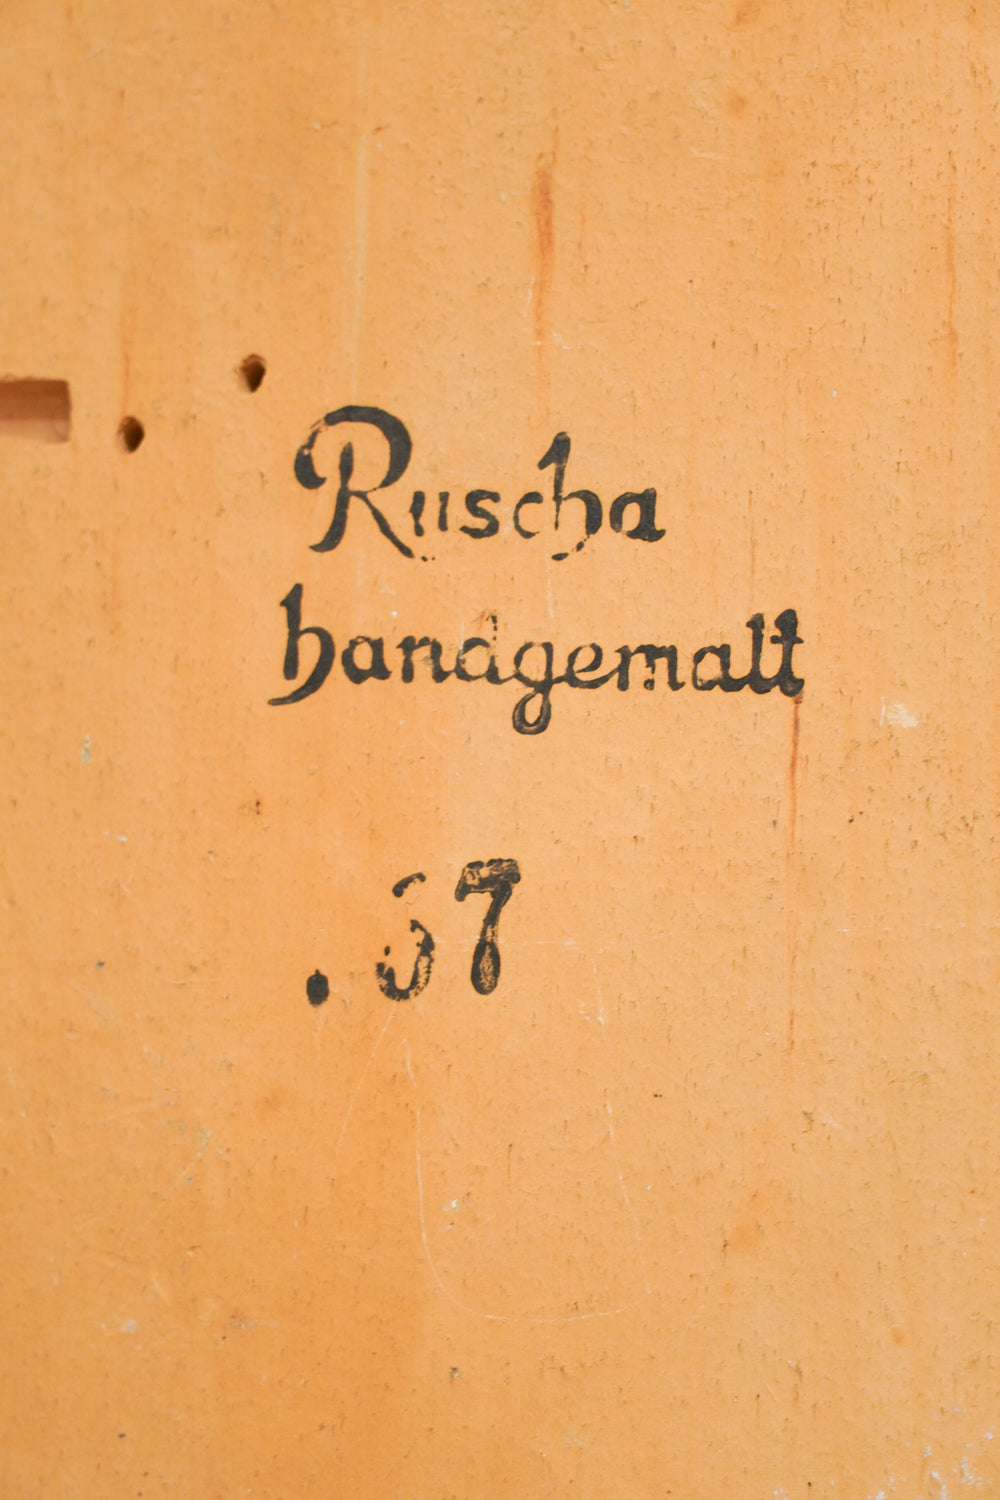 Ruscha
handgemalt
. 37